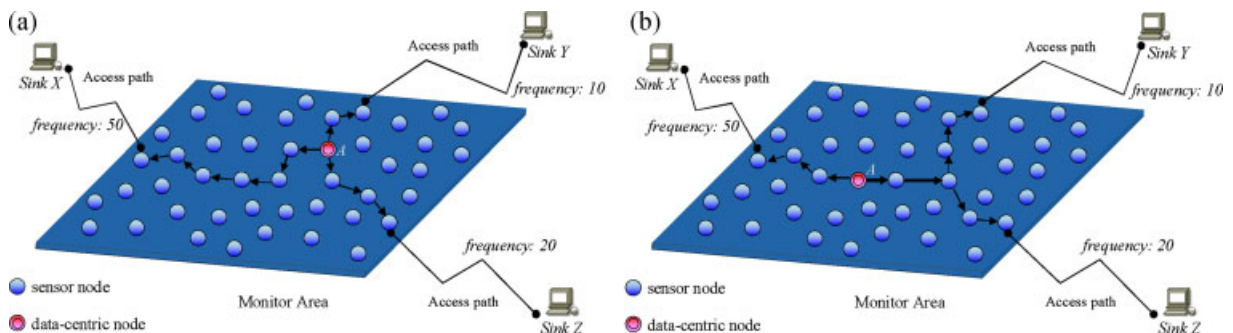 (a)
Sink X
Access path
frequency: 50
Access path
Sink Y
frequency: 10
A
frequency: 20
Access path
Sink Z
sensor node
data-centric node
Monitor Area
(b)
Sink X
Access path
frequency: 50
Access path
Sink Y
frequency: 10
A
frequency: 20
Access path
Sink Z
sensor node
data-centric node
Monitor Area